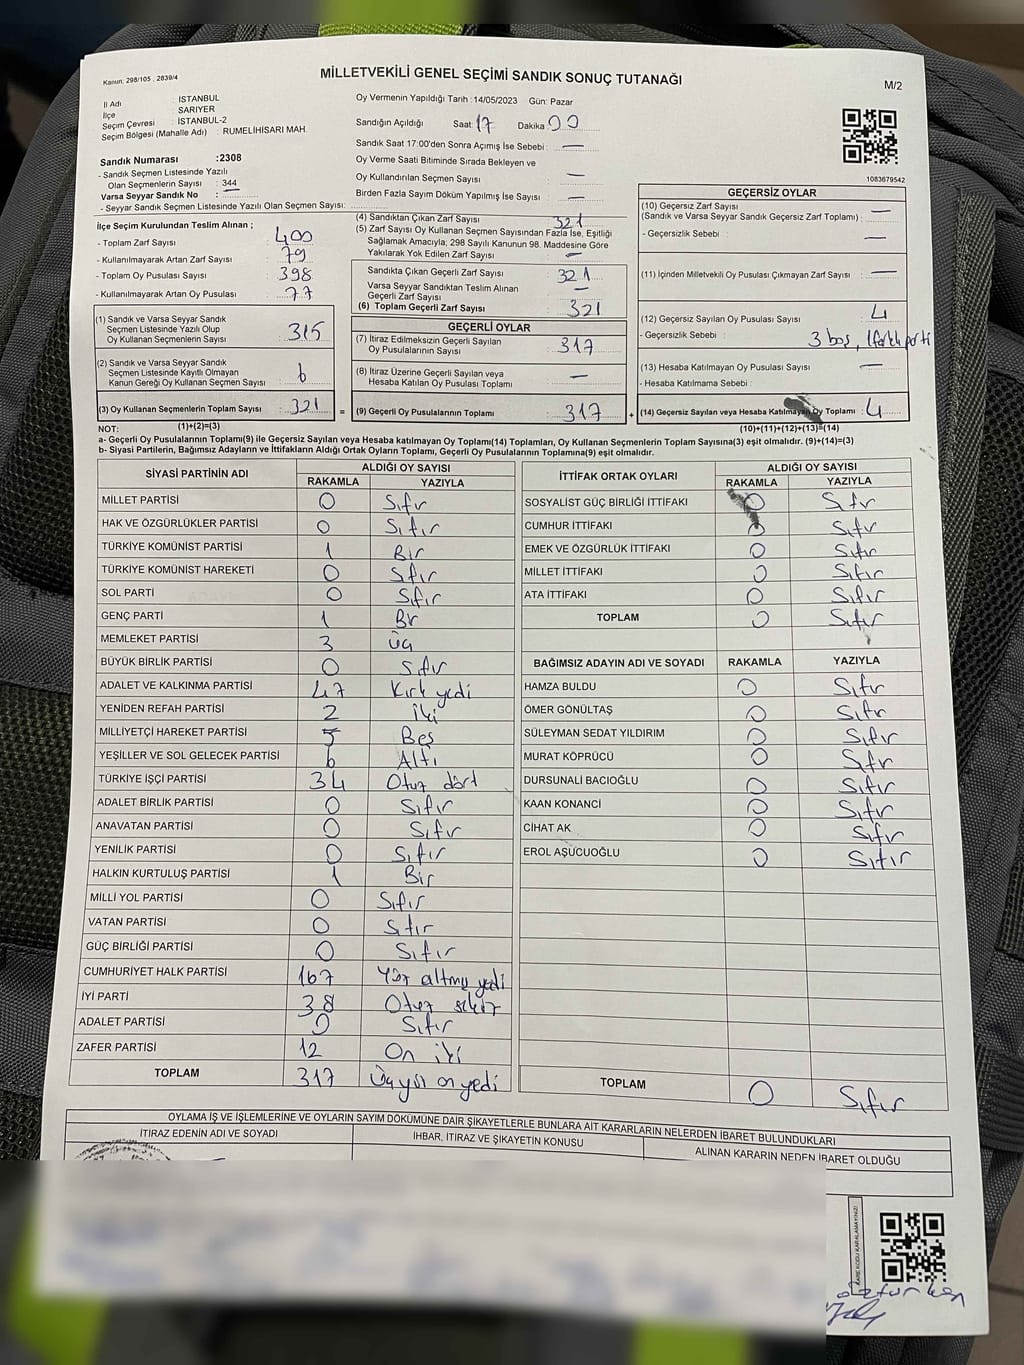 Kanun: 298/105 , 2839/4
MİLLETVEKİLİ GENEL SEÇİMİ SANDIK SONUÇ TUTANAĞI
M/2
İl Adı : İSTANBUL
İlçe : SARIYER
Seçim Çevresi : İSTANBUL-2
Seçim Bölgesi (Mahalle Adı) : RUMELİHİSARI MAH.
Sandık Numarası :2308
- Sandık Seçmen Listesinde Yazılı
Olan Seçmenlerin Sayısı : 344
Varsa Seyyar Sandık No : —
- Seyyar Sandık Seçmen Listesinde Yazılı Olan Seçmen Sayısı:
Oy Vermenin Yapıldığı Tarih :14/05/2023 Gün: Pazar
Sandığın Açıldığı Saat: 17 Dakika: 00
Sandık Saat 17:00'den Sonra Açımış İse Sebebi : —
Oy Verme Saati Bitiminde Sırada Bekleyen ve
Oy Kullandırılan Seçmen Sayısı : —
Birden Fazla Sayım Döküm Yapılmış İse Sayısı : —
1083679542
İlçe Seçim Kurulundan Teslim Alınan ;
- Toplam Zarf Sayısı : 400
- Kullanılmayarak Artan Zarf Sayısı : 79
- Toplam Oy Pusulası Sayısı : 398
- Kullanılmayarak Artan Oy Pusulası : 77
(1) Sandık ve Varsa Seyyar Sandık
Seçmen Listesinde Yazılı Olup
Oy Kullanan Seçmenlerin Sayısı : 315
(2) Sandık ve Varsa Seyyar Sandık
Seçmen Listesinde Kayıtlı Olmayan
Kanun Gereği Oy Kullanan Seçmen Sayısı : 6
(3) Oy Kullanan Seçmenlerin Toplam Sayısı : 321 =
(1)+(2)=(3)
(4) Sandıktan Çıkan Zarf Sayısı : 321
(5) Zarf Sayısı Oy Kullanan Seçmen Sayısından Fazla İse, Eşitliği
Sağlamak Amacıyla; 298 Sayılı Kanunun 98. Maddesine Göre
Yakılarak Yok Edilen Zarf Sayısı : —
Sandıkta Çıkan Geçerli Zarf Sayısı : 321
Varsa Seyyar Sandıktan Teslim Alınan
Geçerli Zarf Sayısı : —
(6) Toplam Geçerli Zarf Sayısı : 321
GEÇERLİ OYLAR
(7) İtiraz Edilmeksizin Geçerli Sayılan
Oy Pusulalarının Sayısı : 317
(8) İtiraz Üzerine Geçerli Sayılan veya
Hesaba Katılan Oy Pusulası Toplamı : —
(9) Geçerli Oy Pusulalarının Toplamı : 317 +
GEÇERSİZ OYLAR
(10) Geçersiz Zarf Sayısı : —
(Sandık ve Varsa Seyyar Sandık Geçersiz Zarf Toplamı)
- Geçersizlik Sebebi : —
(11) İçinden Milletvekili Oy Pusulası Çıkmayan Zarf Sayısı : —
(12) Geçersiz Sayılan Oy Pusulası Sayısı : 4
- Geçersizlik Sebebi : 3 boş, 1 farklı parti
(13) Hesaba Katılmayan Oy Pusulası Sayısı : —
- Hesaba Katılmama Sebebi :
(14) Geçersiz Sayılan veya Hesaba Katılmayan Oy Toplamı : 4
(10)+(11)+(12)+(13)=(14)
NOT:
a- Geçerli Oy Pusulalarının Toplamı(9) ile Geçersiz Sayılan veya Hesaba katılmayan Oy Toplamı(14) Toplamları, Oy Kullanan Seçmenlerin Toplam Sayısına(3) eşit olmalıdır. (9)+(14)=(3)
b- Siyasi Partilerin, Bağımsız Adayların ve İttifakların Aldığı Ortak Oyların Toplamı, Geçerli Oy Pusulalarının Toplamına(9) eşit olmalıdır.
SİYASİ PARTİNİN ADI ALDIĞI OY SAYISI
RAKAMLA YAZIYLA
MİLLET PARTİSİ 0 Sıfır
HAK VE ÖZGÜRLÜKLER PARTİSİ 0 Sıfır
TÜRKİYE KOMÜNİST PARTİSİ 1 Bir
TÜRKİYE KOMÜNİST HAREKETİ 0 Sıfır
SOL PARTİ 0 Sıfır
GENÇ PARTİ 1 Bir
MEMLEKET PARTİSİ 3 Üç
BÜYÜK BİRLİK PARTİSİ 0 Sıfır
ADALET VE KALKINMA PARTİSİ 47 Kırk yedi
YENİDEN REFAH PARTİSİ 2 İki
MİLLİYETÇİ HAREKET PARTİSİ 5 Beş
YEŞİLLER VE SOL GELECEK PARTİSİ 6 Altı
TÜRKİYE İŞÇİ PARTİSİ 34 Otuz dört
ADALET BİRLİK PARTİSİ 0 Sıfır
ANAVATAN PARTİSİ 0 Sıfır
YENİLİK PARTİSİ 0 Sıfır
HALKIN KURTULUŞ PARTİSİ 1 Bir
MİLLİ YOL PARTİSİ 0 Sıfır
VATAN PARTİSİ 0 Sıfır
GÜÇ BİRLİĞİ PARTİSİ 0 Sıfır
CUMHURİYET HALK PARTİSİ 167 Yüz altmış yedi
İYİ PARTİ 38 Otuz sekiz
ADALET PARTİSİ 0 Sıfır
ZAFER PARTİSİ 12 On iki
TOPLAM 317 Üçyüz on yedi
İTTİFAK ORTAK OYLARI ALDIĞI OY SAYISI
RAKAMLA YAZIYLA
SOSYALİST GÜÇ BİRLİĞİ İTTİFAKI 0 Sıfır
CUMHUR İTTİFAKI 0 Sıfır
EMEK VE ÖZGÜRLÜK İTTİFAKI 0 Sıfır
MİLLET İTTİFAKI 0 Sıfır
ATA İTTİFAKI 0 Sıfır
TOPLAM 0 Sıfır
BAĞIMSIZ ADAYIN ADI VE SOYADI RAKAMLA YAZIYLA
HAMZA BULDU 0 Sıfır
ÖMER GÖNÜLTAŞ 0 Sıfır
SÜLEYMAN SEDAT YILDIRIM 0 Sıfır
MURAT KÖPRÜCÜ 0 Sıfır
DURSUNALİ BACIOĞLU 0 Sıfır
KAAN KONANCİ 0 Sıfır
CİHAT AK 0 Sıfır
EROL AŞUCUOĞLU 0 Sıfır
TOPLAM 0 Sıfır
OYLAMA İŞ VE İŞLEMLERİNE VE OYLARIN SAYIM DÖKÜMÜNE DAİR ŞİKAYETLERLE BUNLARA AİT KARARLARIN NELERDEN İBARET BULUNDUKLARI
İTİRAZ EDENİN ADI VE SOYADI İHBAR, İTİRAZ VE ŞİKAYETİN KONUSU ALINAN KARARIN NEDEN İBARET OLDUĞU
KARE KODU KARALAMAYINIZ!